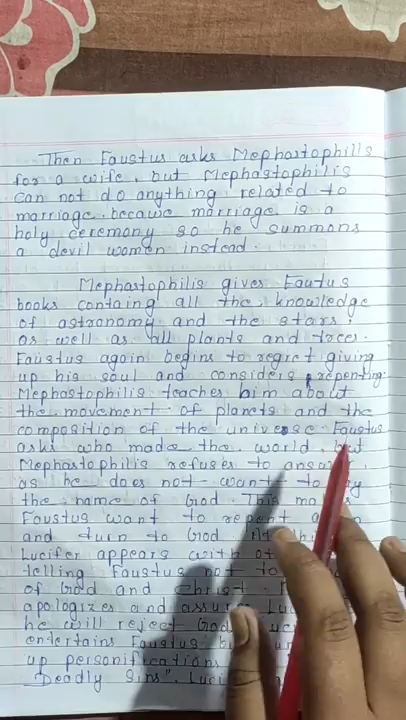 Then Faustus asks Mephastophills
for a wife, but Mephastophilis
can not do anything related to
marriage. because marriage is a
holy ceremony so he summons
a devil women instead.
Mephastophilis gives Fautus
books containg all the knowledge
of astronomy and the stars,
as well as all plants and trees.
Faustus again begins to regret giving
up his soul and considers repenting.
Mephastophilis teaches him about
the movement of planets and the
composition of the universe. Faustus
asks who made the world, but
Mephastophilis refuses to answer,
as he does not want to
the name of God. This
Faustus want to repent
and turn to God
Lucifer appears with
telling Faustus not to
of God and Christ.
apologizes and assures
he will reject God.
entertains Faustus
up personifications
Deadly Sins".